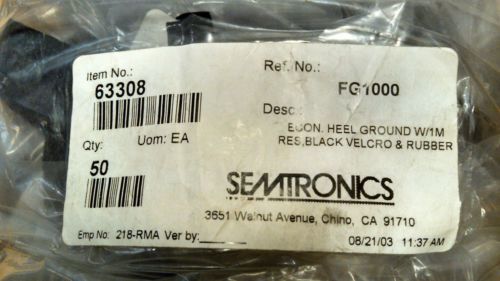 Item No.:
63308
Ref. No.:
FG1000
Desc.:
ECON. HEEL GROUND W/1M
RES,BLACK VELCRO & RUBBER
Qty:
Uom: EA
50
SEMTRONICS
3651 Walnut Avenue, Chino, CA 91710
Emp No: 218-RMA Ver by:______
08/21/03 11:37 AM